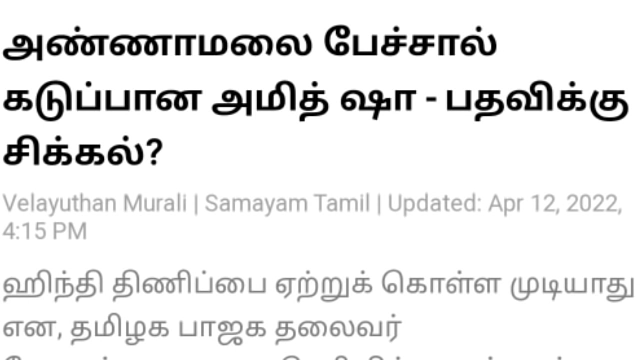 அண்ணாமலை பேச்சால்
கடுப்பான அமித் ஷா - பதவிக்கு
சிக்கல்?
Velayuthan Murali | Samayam Tamil | Updated: Apr 12, 2022,
4:15 PM
ஹிந்தி திணிப்பை ஏற்றுக் கொள்ள முடியாது
என, தமிழக பாஜக தலைவர்